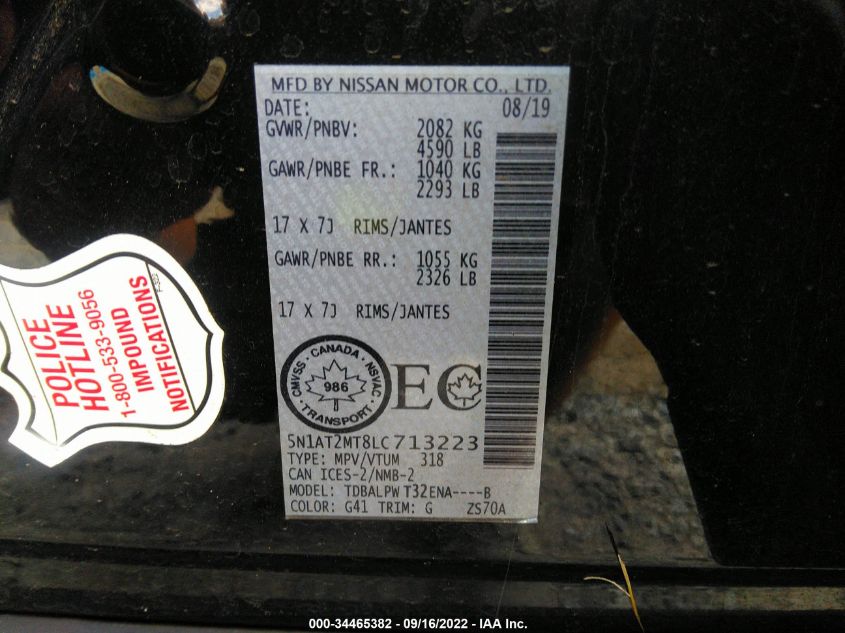 MFD BY NISSAN MOTOR CO., LTD.
DATE: 08/19
GVWR/PNBV: 2082 KG
4590 LB
GAWR/PNBE FR.: 1040 KG
2293 LB
17 X 7J RIMS/JANTES
GAWR/PNBE RR.: 1055 KG
2326 LB
17 X 7J RIMS/JANTES
CMVSS · CANADA · NSVAC
986
TRANSPORT
EC
5N1AT2MT8LC713223
TYPE: MPV/VTUM 318
CAN ICES-2/NMB-2
MODEL: TDBALPW T32ENA----B
COLOR: G41 TRIM: G ZS70A
POLICE
HOTLINE
1-800-533-9056
IMPOUND
NOTIFICATIONS
000-34465382 - 09/16/2022 - IAA Inc.